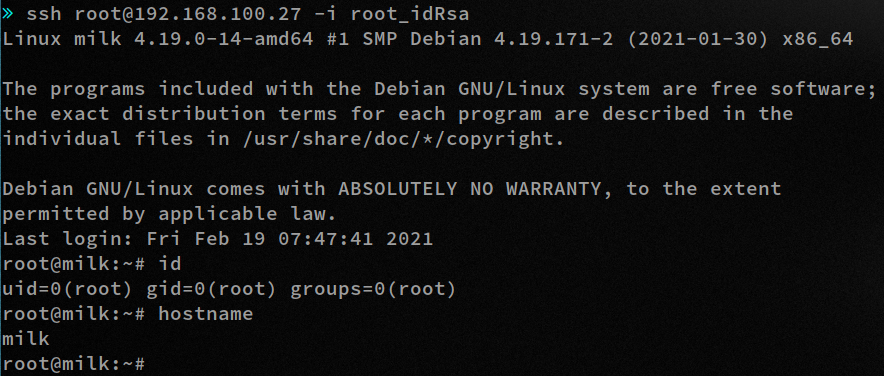 » ssh root@192.168.100.27 -i root_idRsa
Linux milk 4.19.0-14-amd64 #1 SMP Debian 4.19.171-2 (2021-01-30) x86_64
The programs included with the Debian GNU/Linux system are free software;
the exact distribution terms for each program are described in the
individual files in /usr/share/doc/*/copyright.
Debian GNU/Linux comes with ABSOLUTELY NO WARRANTY, to the extent
permitted by applicable law.
Last login: Fri Feb 19 07:47:41 2021
root@milk:~# id
uid=0(root) gid=0(root) groups=0(root)
root@milk:~# hostname
milk
root@milk:~#